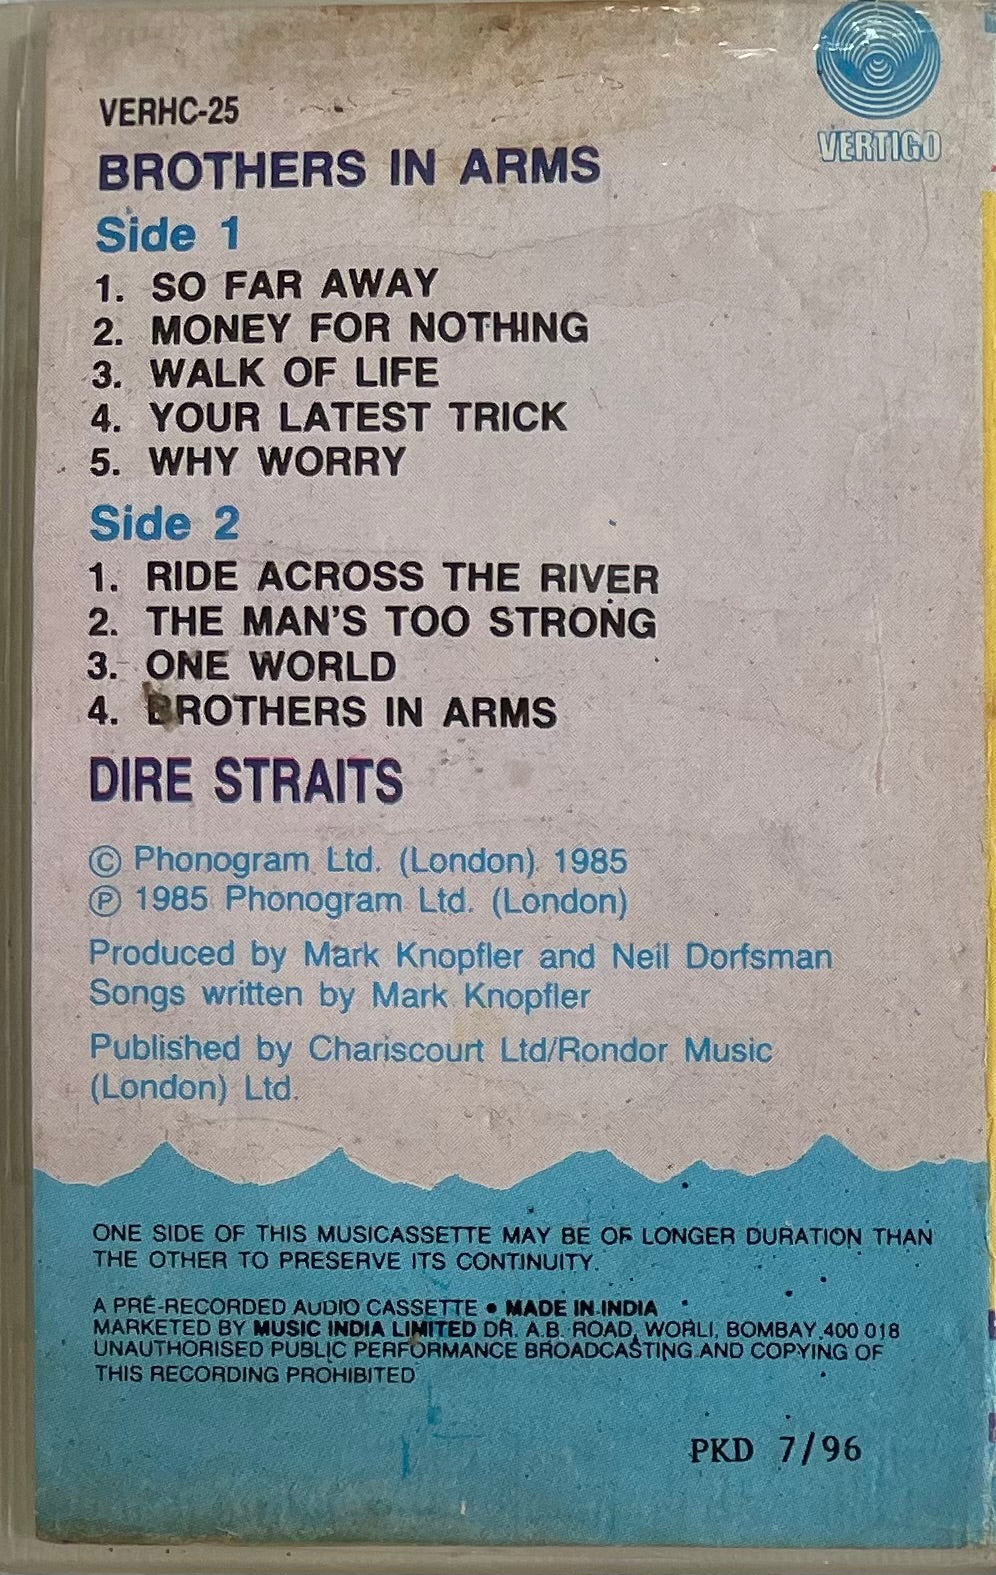 VERTIGO
VERHC-25
BROTHERS IN ARMS
Side 1
1. SO FAR AWAY
2. MONEY FOR NOTHING
3. WALK OF LIFE
4. YOUR LATEST TRICK
5. WHY WORRY
Side 2
1. RIDE ACROSS THE RIVER
2. THE MAN'S TOO STRONG
3. ONE WORLD
4. BROTHERS IN ARMS
DIRE STRAITS
© Phonogram Ltd. (London) 1985
℗ 1985 Phonogram Ltd. (London)
Produced by Mark Knopfler and Neil Dorfsman
Songs written by Mark Knopfler
Published by Chariscourt Ltd/Rondor Music
(London) Ltd.
ONE SIDE OF THIS MUSICASSETTE MAY BE OF LONGER DURATION THAN
THE OTHER TO PRESERVE ITS CONTINUITY.
A PRE-RECORDED AUDIO CASSETTE • MADE IN INDIA
MARKETED BY MUSIC INDIA LIMITED DR. A.B. ROAD, WORLI, BOMBAY 400 018
UNAUTHORISED PUBLIC PERFORMANCE BROADCASTING AND COPYING OF
THIS RECORDING PROHIBITED
PKD 7/96